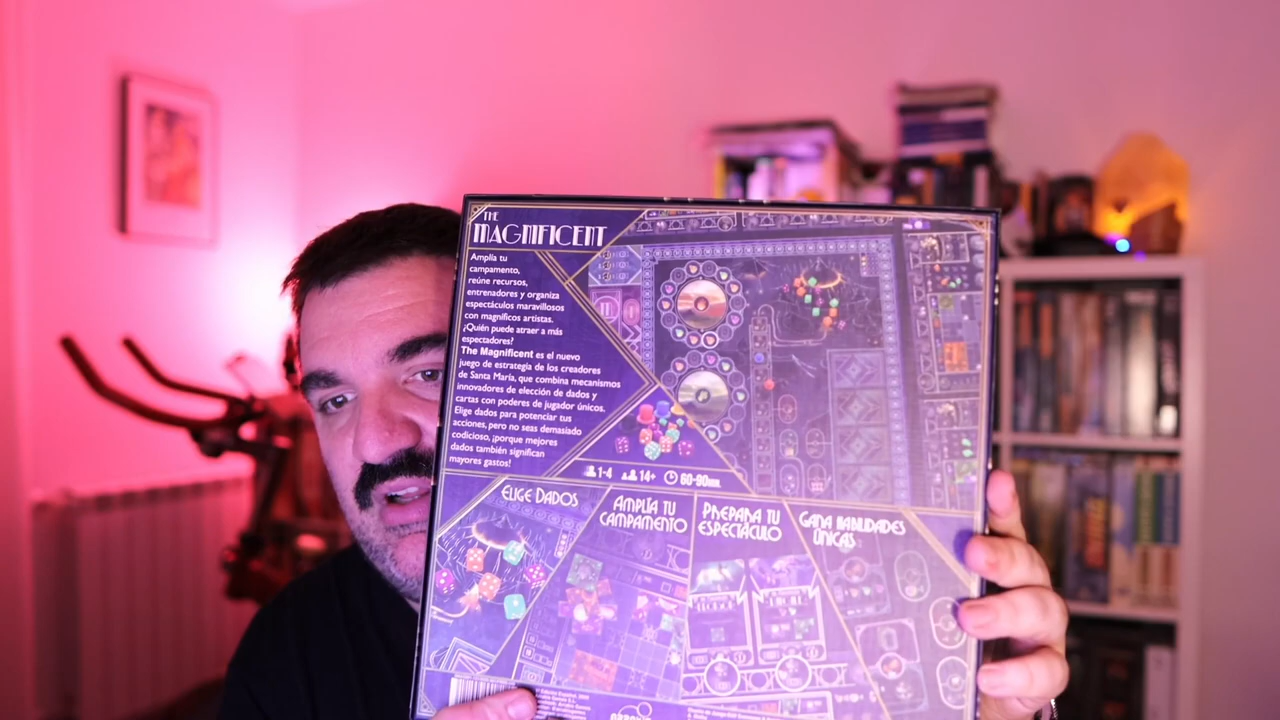 THE
MAGNIFICENT
Amplía tu
campamento,
reúne recursos,
entrenadores y organiza
espectáculos maravillosos
con magníficos artistas.
¿Quién puede atraer a más
espectadores?
The Magnificent es el nuevo
juego de estrategia de los creadores
de Santa María, que combina mecanismos
innovadores de elección de dados y
cartas con poderes de jugador únicos.
Elige dados para potenciar tus
acciones, pero no seas demasiado
codicioso, ¡porque mejores
dados también significan
mayores gastos!
1-4 14+ 60-90MIN.
ELIGE DADOS
AMPLÍA TU
CAMPAMENTO
PREPARA TU
ESPECTÁCULO
GANA HABILIDADES
ÚNICAS